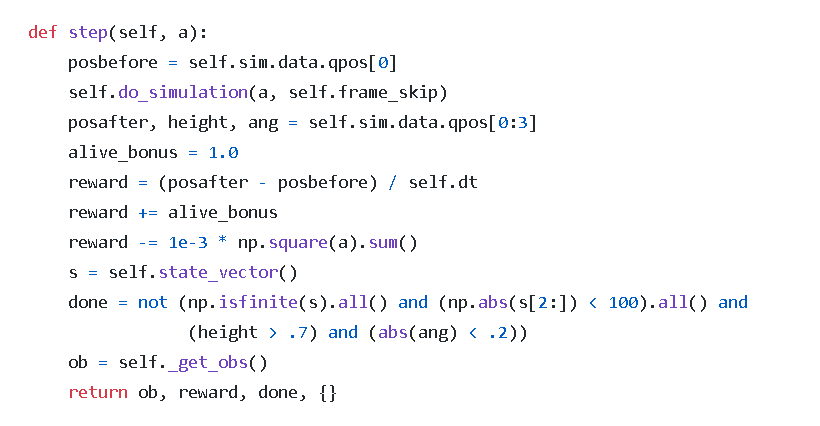 def step(self, a):
    posbefore = self.sim.data.qpos[0]
    self.do_simulation(a, self.frame_skip)
    posafter, height, ang = self.sim.data.qpos[0:3]
    alive_bonus = 1.0
    reward = (posafter - posbefore) / self.dt
    reward += alive_bonus
    reward -= 1e-3 * np.square(a).sum()
    s = self.state_vector()
    done = not (np.isfinite(s).all() and (np.abs(s[2:]) < 100).all() and
                (height > .7) and (abs(ang) < .2))
    ob = self._get_obs()
    return ob, reward, done, {}